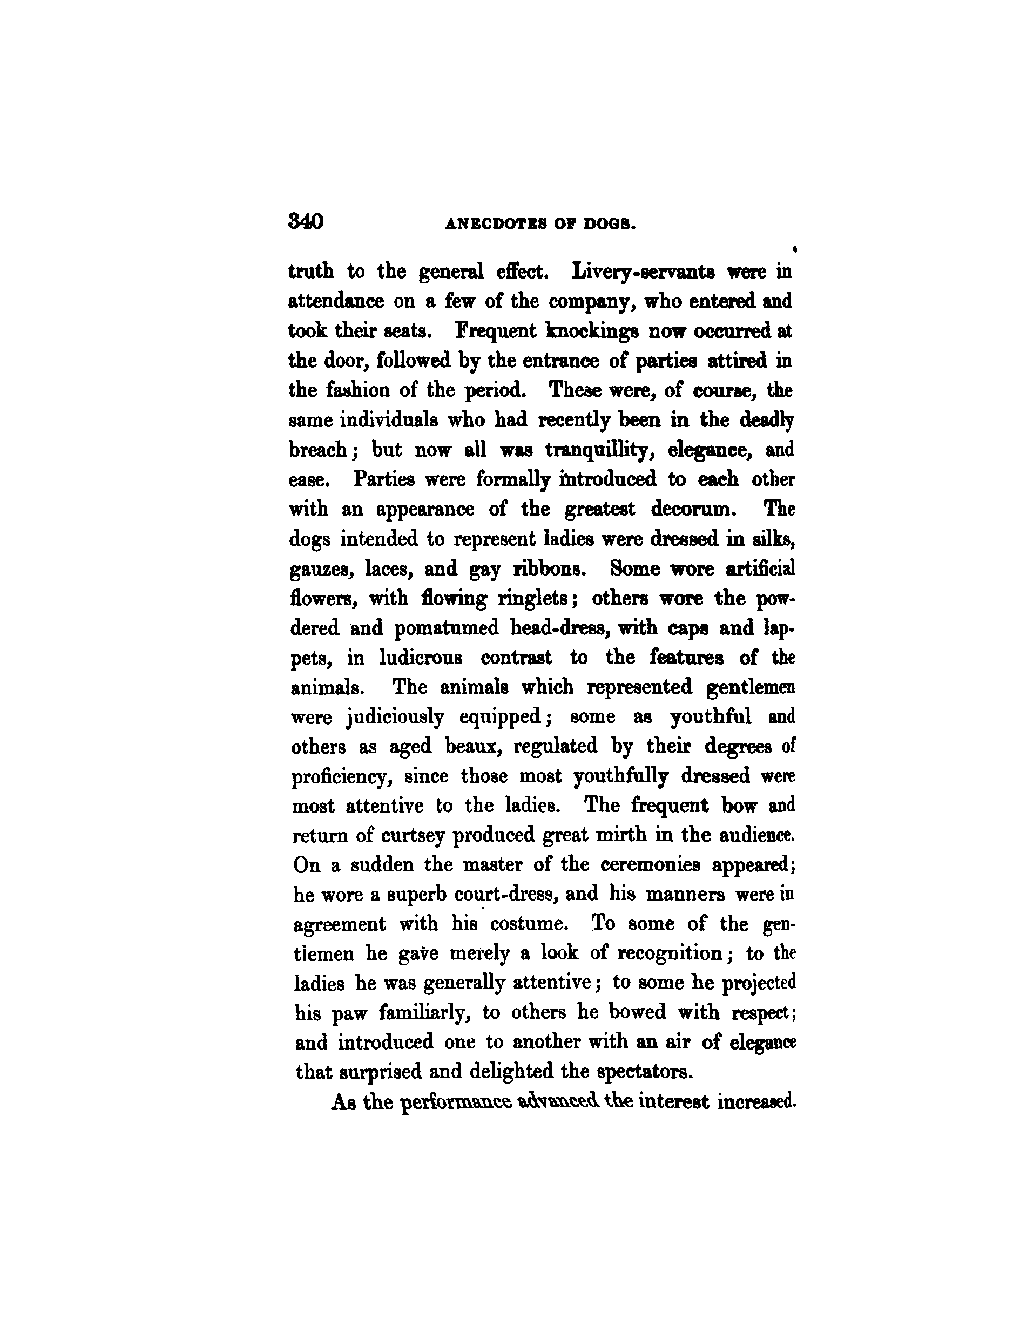 340 ANECDOTES OF DOGS.
truth to the general effect. Livery-servants were in
attendance on a few of the company, who entered and
took their seats. Frequent knockings now occurred at
the door, followed by the entrance of parties attired in
the fashion of the period. These were, of course, the
same individuals who had recently been in the deadly
breach; but now all was tranquillity, elegance, and
ease. Parties were formally introduced to each other
with an appearance of the greatest decorum. The
dogs intended to represent ladies were dressed in silks,
gauzes, laces, and gay ribbons. Some wore artificial
flowers, with flowing ringlets; others wore the pow-
dered and pomatumed head-dress, with caps and lap-
pets, in ludicrous contrast to the features of the
animals. The animals which represented gentlemen
were judiciously equipped; some as youthful and
others as aged beaux, regulated by their degrees of
proficiency, since those most youthfully dressed were
most attentive to the ladies. The frequent bow and
return of curtsey produced great mirth in the audience.
On a sudden the master of the ceremonies appeared;
he wore a superb court-dress, and his manners were in
agreement with his costume. To some of the gen-
tlemen he gave merely a look of recognition; to the
ladies he was generally attentive; to some he projected
his paw familiarly, to others he bowed with respect;
and introduced one to another with an air of elegance
that surprised and delighted the spectators.
As the performance advanced the interest increased.